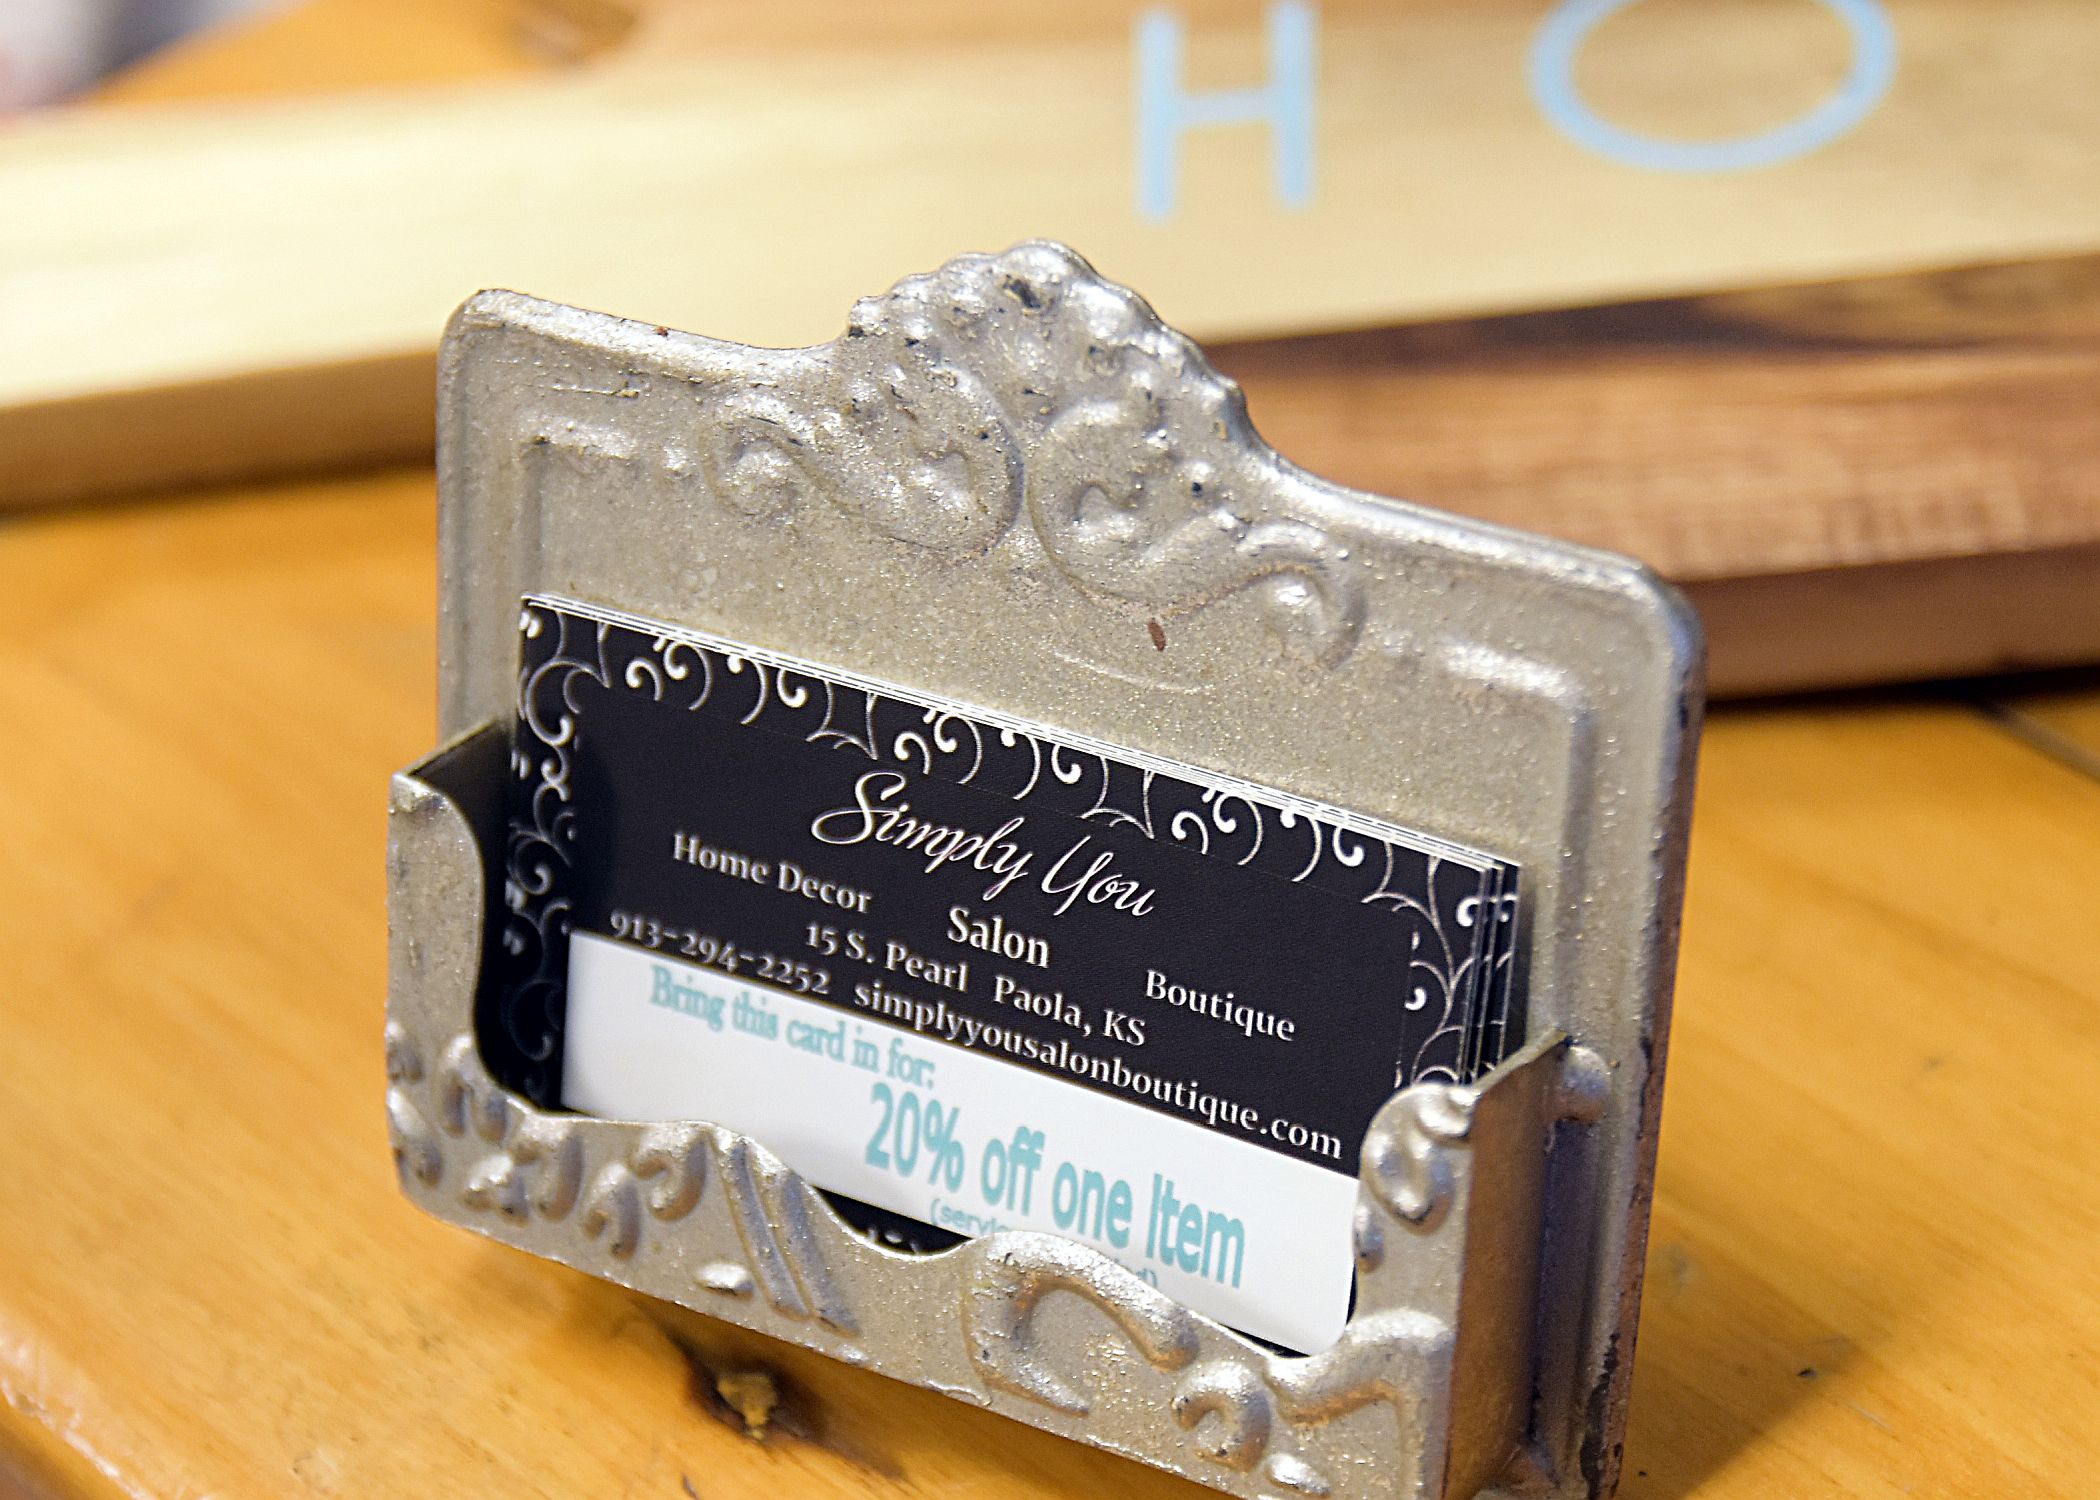 H O
Simply You
Home Decor Salon Boutique
15 S. Pearl Paola, KS
913-294-2252 simplyyousalonboutique.com
Bring this card in for:
20% off one Item